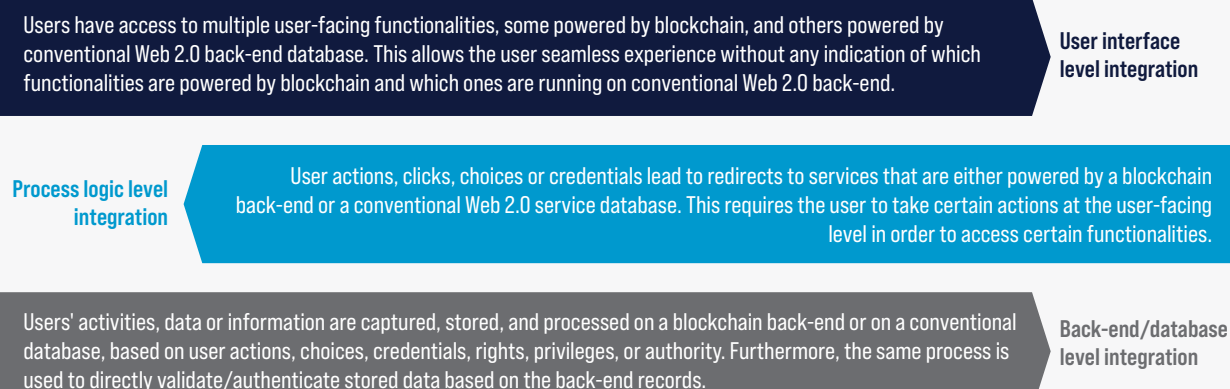 Users have access to multiple user-facing functionalities, some powered by blockchain, and others powered by
conventional Web 2.0 back-end database. This allows the user seamless experience without any indication of which
functionalities are powered by blockchain and which ones are running on conventional Web 2.0 back-end.
User interface
level integration
Process logic level
integration
User actions, clicks, choices or credentials lead to redirects to services that are either powered by a blockchain
back-end or a conventional Web 2.0 service database. This requires the user to take certain actions at the user-facing
level in order to access certain functionalities.
Users' activities, data or information are captured, stored, and processed on a blockchain back-end or on a conventional
database, based on user actions, choices, credentials, rights, privileges, or authority. Furthermore, the same process is
used to directly validate/authenticate stored data based on the back-end records.
Back-end/database
level integration